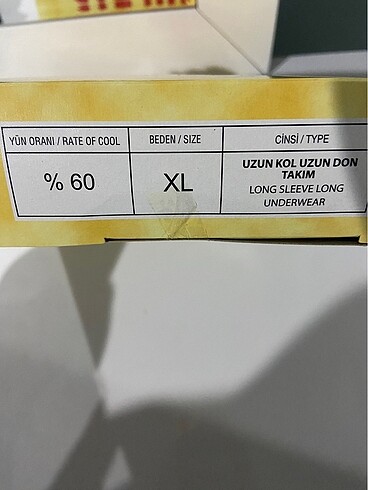 YÜN ORANI / RATE OF COOL
BEDEN / SIZE
CİNSİ / TYPE
% 60
XL
UZUN KOL UZUN DON
TAKIM
LONG SLEEVE LONG
UNDERWEAR